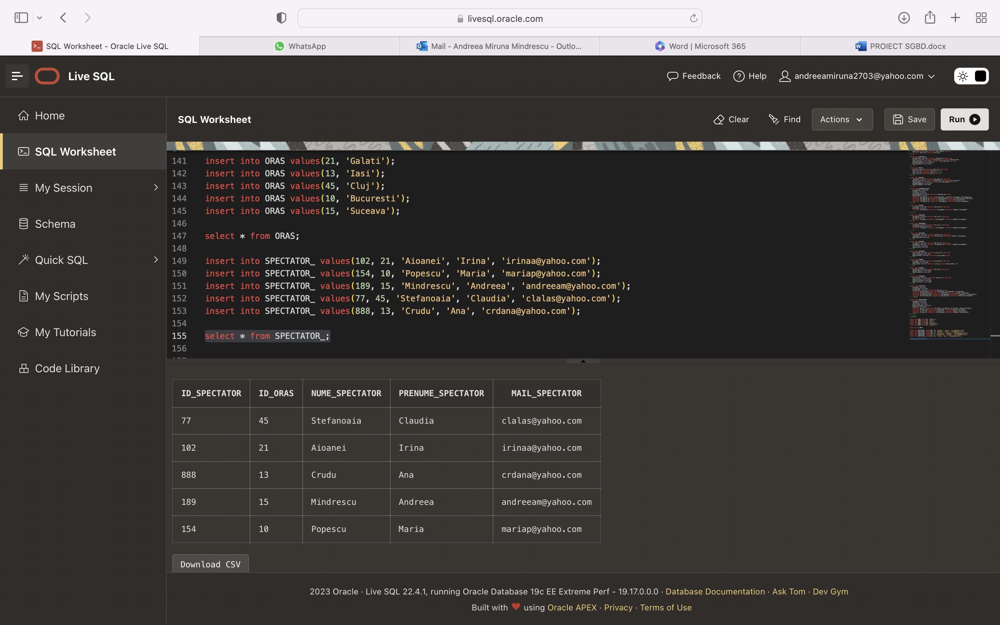 livesql.oracle.com
SQL Worksheet - Oracle Live SQL
WhatsApp
Mail - Andreea Miruna Mindrescu - Outlo...
Word | Microsoft 365
PROIECT SGBD.docx
Live SQL
Feedback
Help
andreeamiruna2703@yahoo.com
Home
SQL Worksheet
My Session
Schema
Quick SQL
My Scripts
My Tutorials
Code Library
SQL Worksheet
Clear
Find
Actions
Save
Run
141 insert into ORAS values(21, 'Galati');
142 insert into ORAS values(13, 'Iasi');
143 insert into ORAS values(45, 'Cluj');
144 insert into ORAS values(10, 'Bucuresti');
145 insert into ORAS values(15, 'Suceava');
146
147 select * from ORAS;
148
149 insert into SPECTATOR_ values(102, 21, 'Aioanei', 'Irina', 'irinaa@yahoo.com');
150 insert into SPECTATOR_ values(154, 10, 'Popescu', 'Maria', 'mariap@yahoo.com');
151 insert into SPECTATOR_ values(189, 15, 'Mindrescu', 'Andreea', 'andreeam@yahoo.com');
152 insert into SPECTATOR_ values(77, 45, 'Stefanoaia', 'Claudia', 'clalas@yahoo.com');
153 insert into SPECTATOR_ values(888, 13, 'Crudu', 'Ana', 'crdana@yahoo.com');
154
155 select * from SPECTATOR_;
156
ID_SPECTATOR ID_ORAS NUME_SPECTATOR PRENUME_SPECTATOR MAIL_SPECTATOR
77 45 Stefanoaia Claudia clalas@yahoo.com
102 21 Aioanei Irina irinaa@yahoo.com
888 13 Crudu Ana crdana@yahoo.com
189 15 Mindrescu Andreea andreeam@yahoo.com
154 10 Popescu Maria mariap@yahoo.com
Download CSV
2023 Oracle · Live SQL 22.4.1, running Oracle Database 19c EE Extreme Perf - 19.17.0.0.0 · Database Documentation · Ask Tom · Dev Gym
Built with ❤ using Oracle APEX · Privacy · Terms of Use